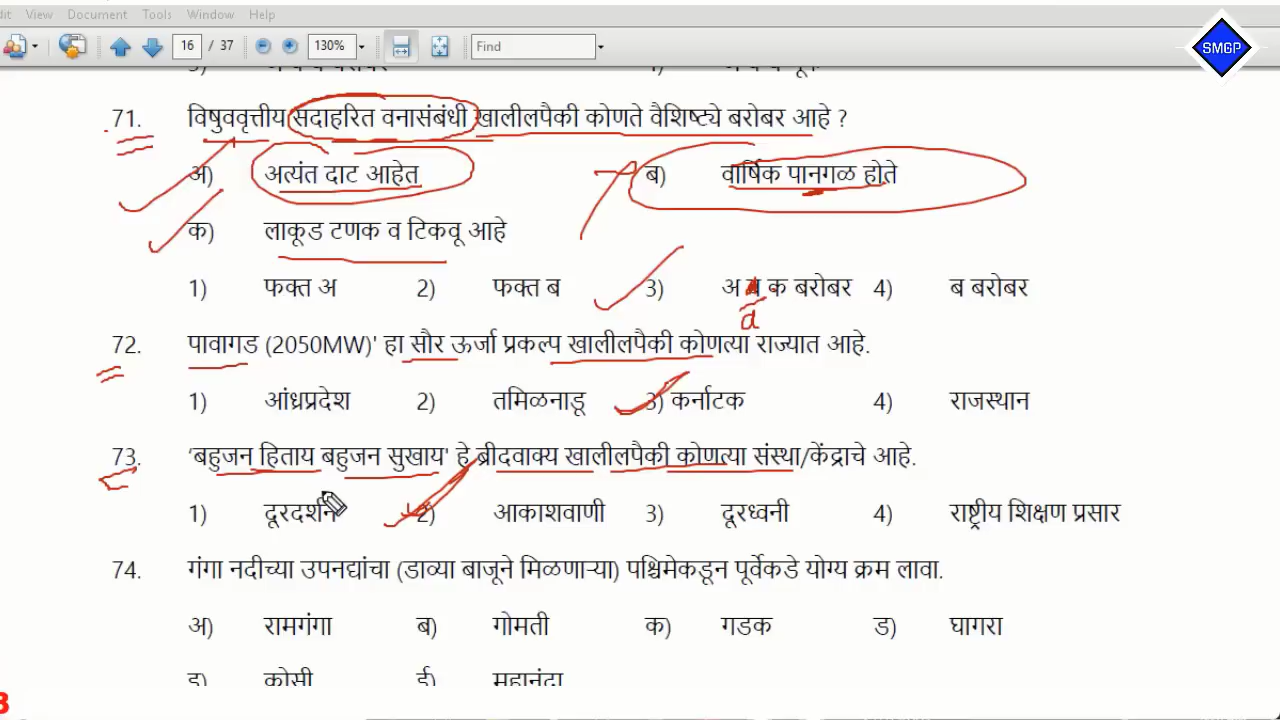 dit View Document Tools Window Help
16 / 37 130% Find
SMGP
71. विषुववृत्तीय सदाहरित वनासंबंधी खालीलपैकी कोणते वैशिष्ट्ये बरोबर आहे ?
अ) अत्यंत दाट आहेत ब) वार्षिक पानगळ होते
क) लाकूड टणक व टिकवू आहे
1) फक्त अ 2) फक्त ब 3) अ ब क बरोबर 4) ब बरोबर
व
72. पावागड (2050MW)' हा सौर ऊर्जा प्रकल्प खालीलपैकी कोणत्या राज्यात आहे.
1) आंध्रप्रदेश 2) तमिळनाडू 3) कर्नाटक 4) राजस्थान
73. 'बहुजन हिताय बहुजन सुखाय' हे ब्रीदवाक्य खालीलपैकी कोणत्या संस्था/केंद्राचे आहे.
1) दूरदर्शन 2) आकाशवाणी 3) दूरध्वनी 4) राष्ट्रीय शिक्षण प्रसार
74. गंगा नदीच्या उपनद्यांचा (डाव्या बाजूने मिळणाऱ्या) पश्चिमेकडून पूर्वेकडे योग्य क्रम लावा.
अ) रामगंगा ब) गोमती क) गडक ड) घागरा
इ) कोसी ई) महानंदा